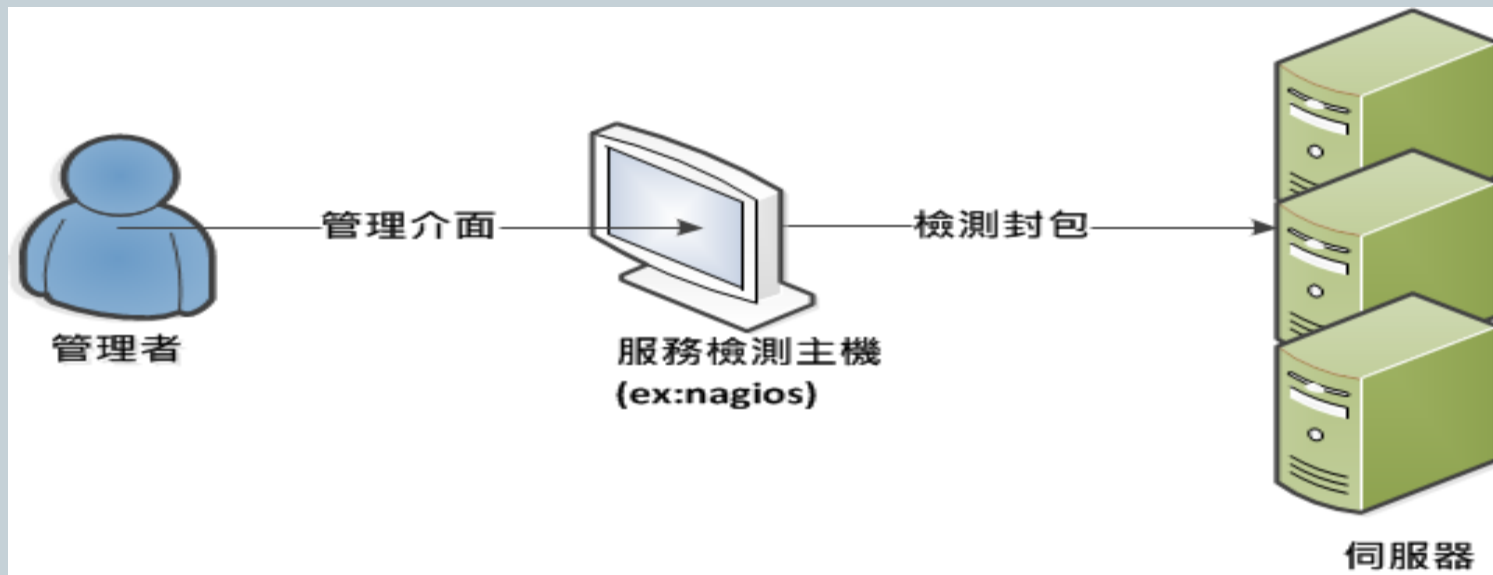 管理介面
檢測封包
管理者
服務檢測主機
(ex:nagios)
伺服器